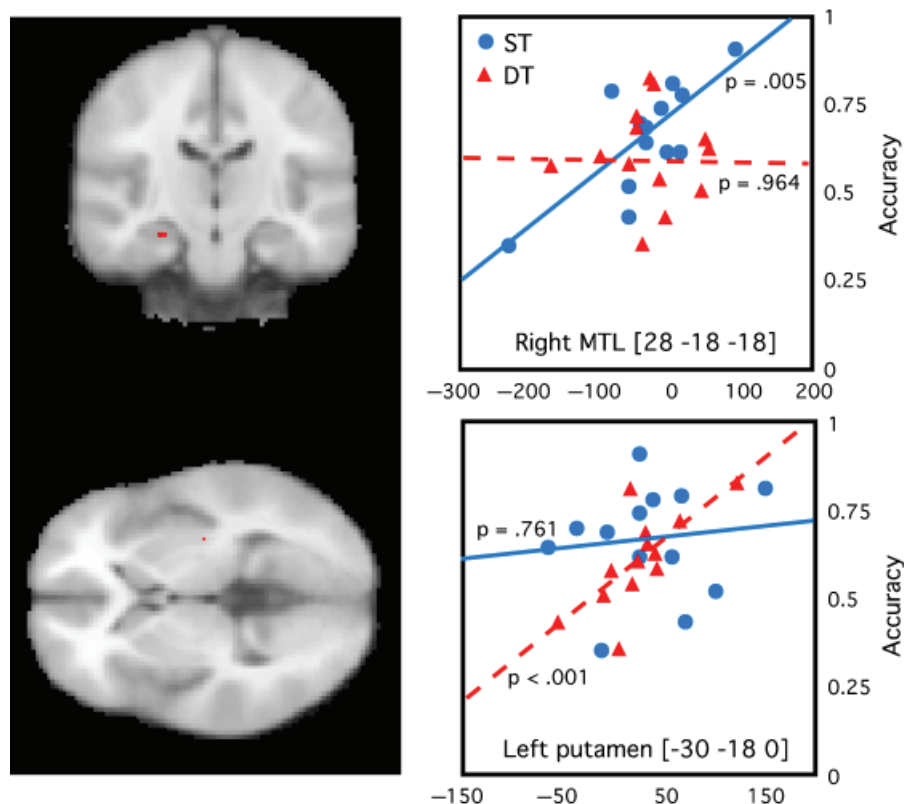 ST
DT
p = .005
p = .964
Right MTL [28 -18 -18]
1
0.75
0.5
0.25
0
Accuracy
−300 −200 −100 0 100 200
p = .761
p < .001
Left putamen [-30 -18 0]
1
0.75
0.5
0.25
0
Accuracy
−150 −50 50 150